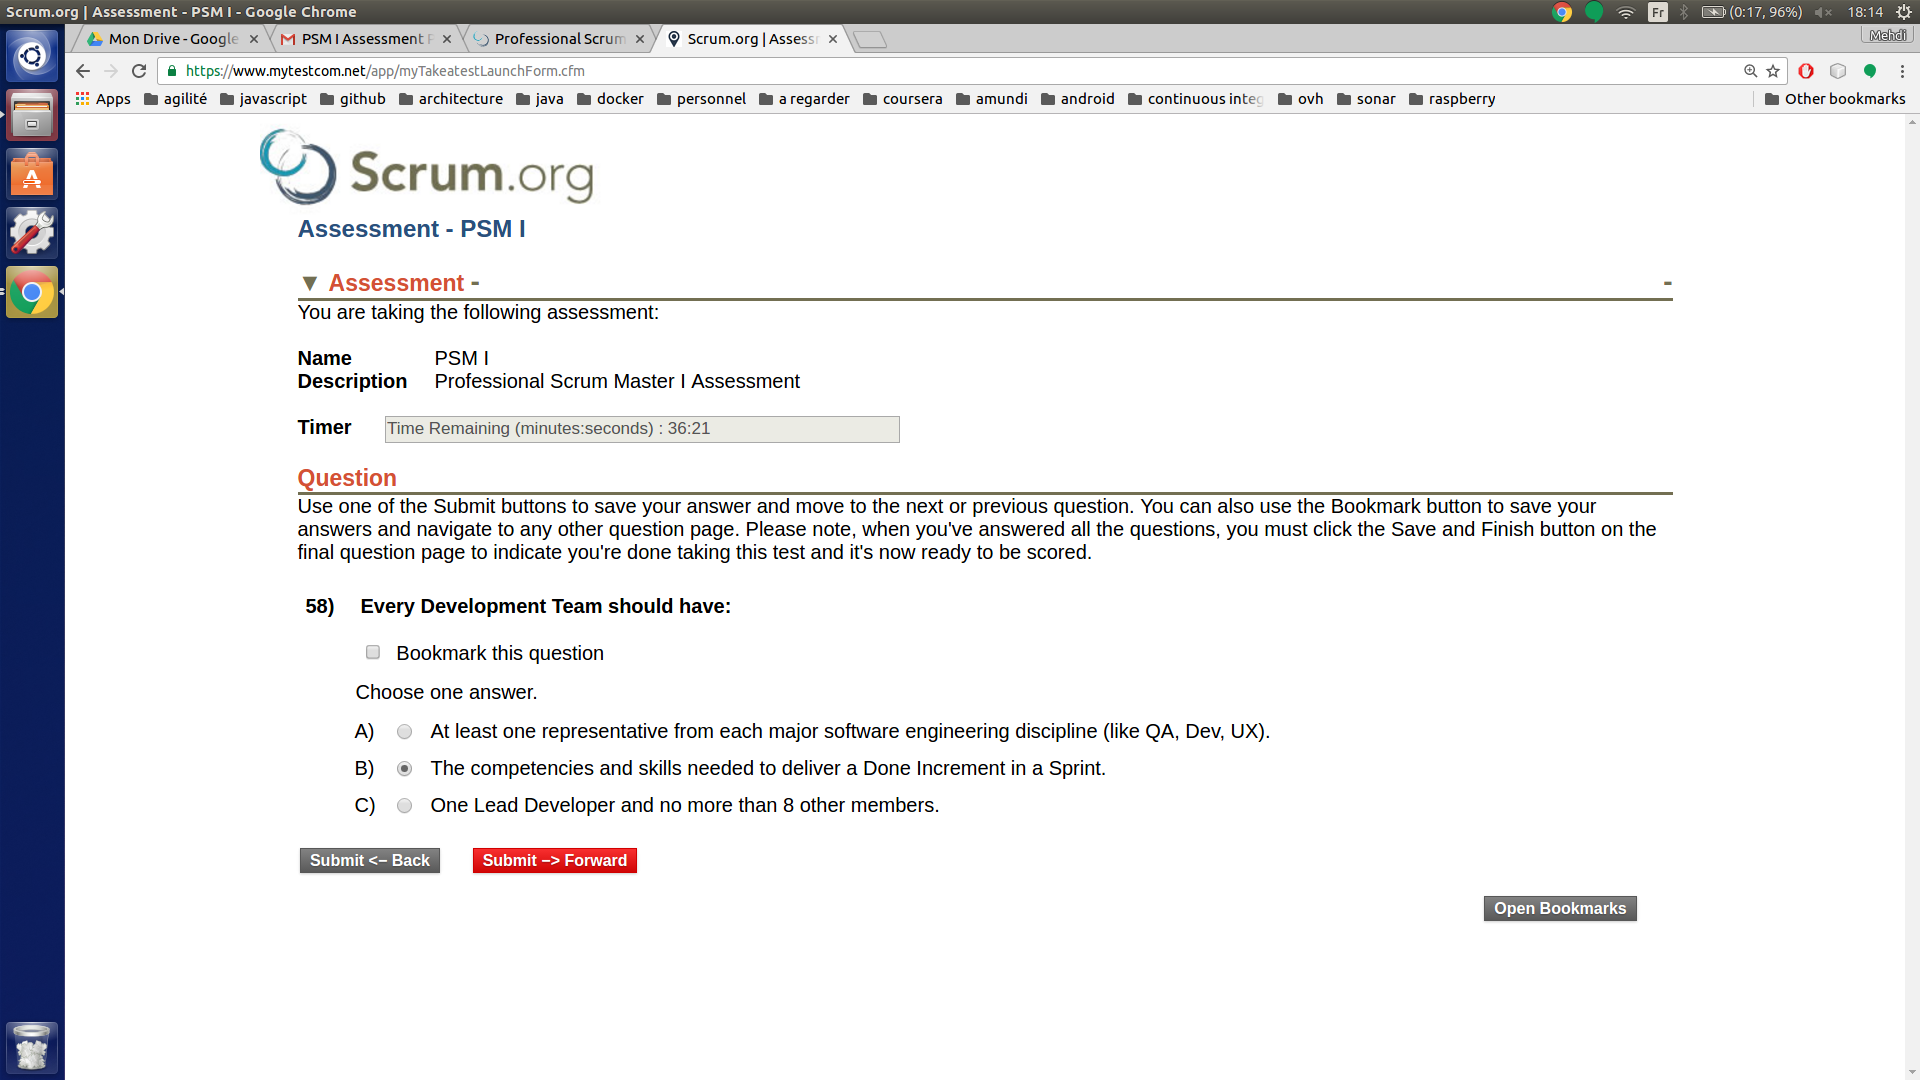 Scrum.org | Assessment - PSM I - Google Chrome
Fr
(0:17, 96%)
18:14
Mon Drive - Google
PSM I Assessment
Professional Scrum
Scrum.org | Assess
Mehdi
https://www.mytestcom.net/app/myTakeatestLaunchForm.cfm
Apps agilité javascript github architecture java docker personnel a regarder coursera amundi android continuous integ ovh sonar raspberry Other bookmarks
Scrum.org
Assessment - PSM I
▼ Assessment - -
You are taking the following assessment:
Name PSM I
Description Professional Scrum Master I Assessment
Timer Time Remaining (minutes:seconds) : 36:21
Question
Use one of the Submit buttons to save your answer and move to the next or previous question. You can also use the Bookmark button to save your
answers and navigate to any other question page. Please note, when you've answered all the questions, you must click the Save and Finish button on the
final question page to indicate you're done taking this test and it's now ready to be scored.
58) Every Development Team should have:
Bookmark this question
Choose one answer.
A) At least one representative from each major software engineering discipline (like QA, Dev, UX).
B) The competencies and skills needed to deliver a Done Increment in a Sprint.
C) One Lead Developer and no more than 8 other members.
Submit <– Back Submit –> Forward
Open Bookmarks